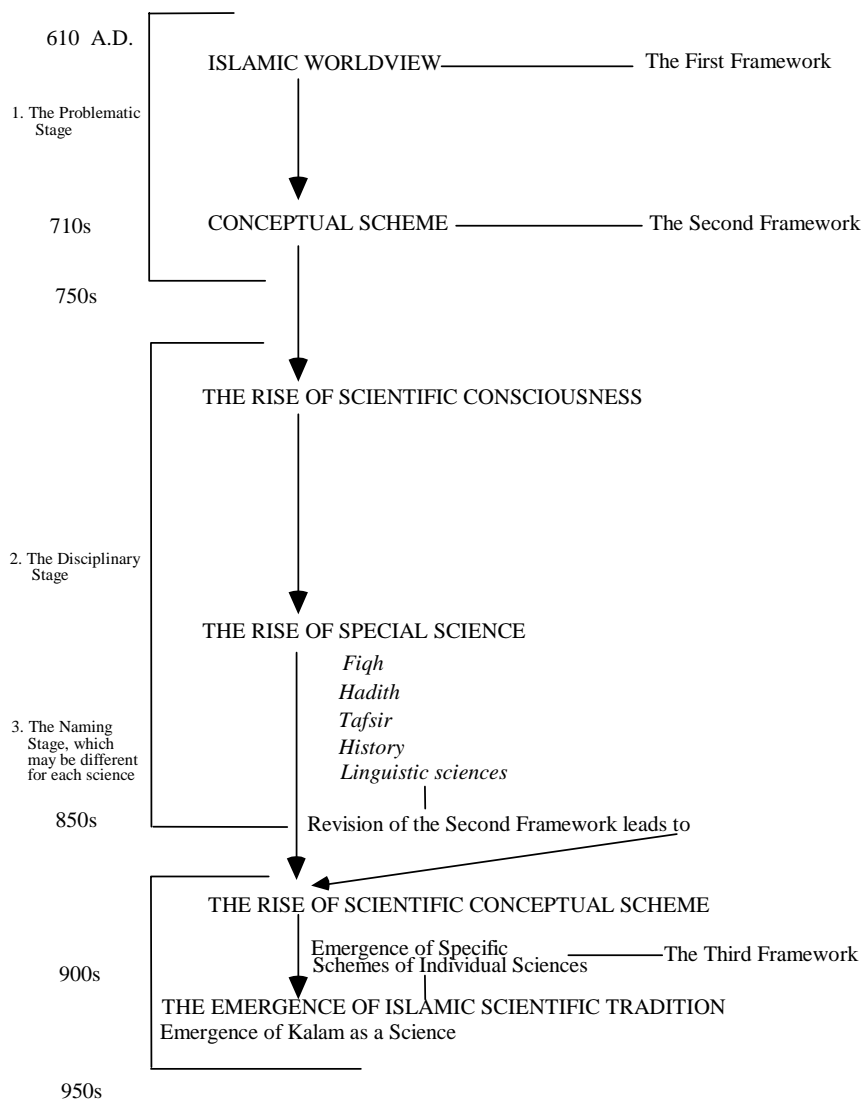 610 A.D.
ISLAMIC WORLDVIEW
The First Framework
1. The Problematic
Stage
710s
CONCEPTUAL SCHEME
The Second Framework
750s
THE RISE OF SCIENTIFIC CONSCIOUSNESS
2. The Disciplinary
Stage
THE RISE OF SPECIAL SCIENCE
Fiqh
Hadith
Tafsir
History
Linguistic sciences
3. The Naming
Stage, which
may be different
for each science
850s
Revision of the Second Framework leads to
THE RISE OF SCIENTIFIC CONCEPTUAL SCHEME
Emergence of Specific
Schemes of Individual Sciences
The Third Framework
900s
THE EMERGENCE OF ISLAMIC SCIENTIFIC TRADITION
Emergence of Kalam as a Science
950s